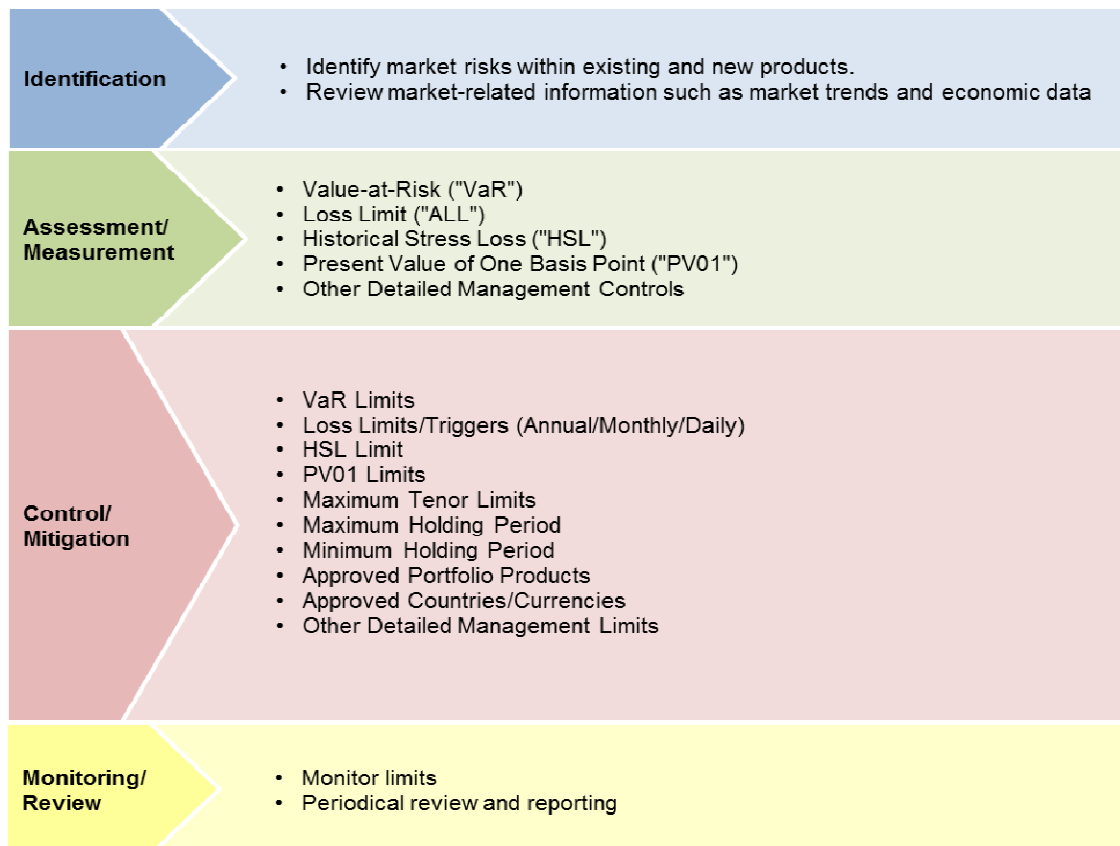 Identification
• Identify market risks within existing and new products.
• Review market-related information such as market trends and economic data
Assessment/
Measurement
• Value-at-Risk ("VaR")
• Loss Limit ("ALL")
• Historical Stress Loss ("HSL")
• Present Value of One Basis Point ("PV01")
• Other Detailed Management Controls
Control/
Mitigation
• VaR Limits
• Loss Limits/Triggers (Annual/Monthly/Daily)
• HSL Limit
• PV01 Limits
• Maximum Tenor Limits
• Maximum Holding Period
• Minimum Holding Period
• Approved Portfolio Products
• Approved Countries/Currencies
• Other Detailed Management Limits
Monitoring/
Review
• Monitor limits
• Periodical review and reporting